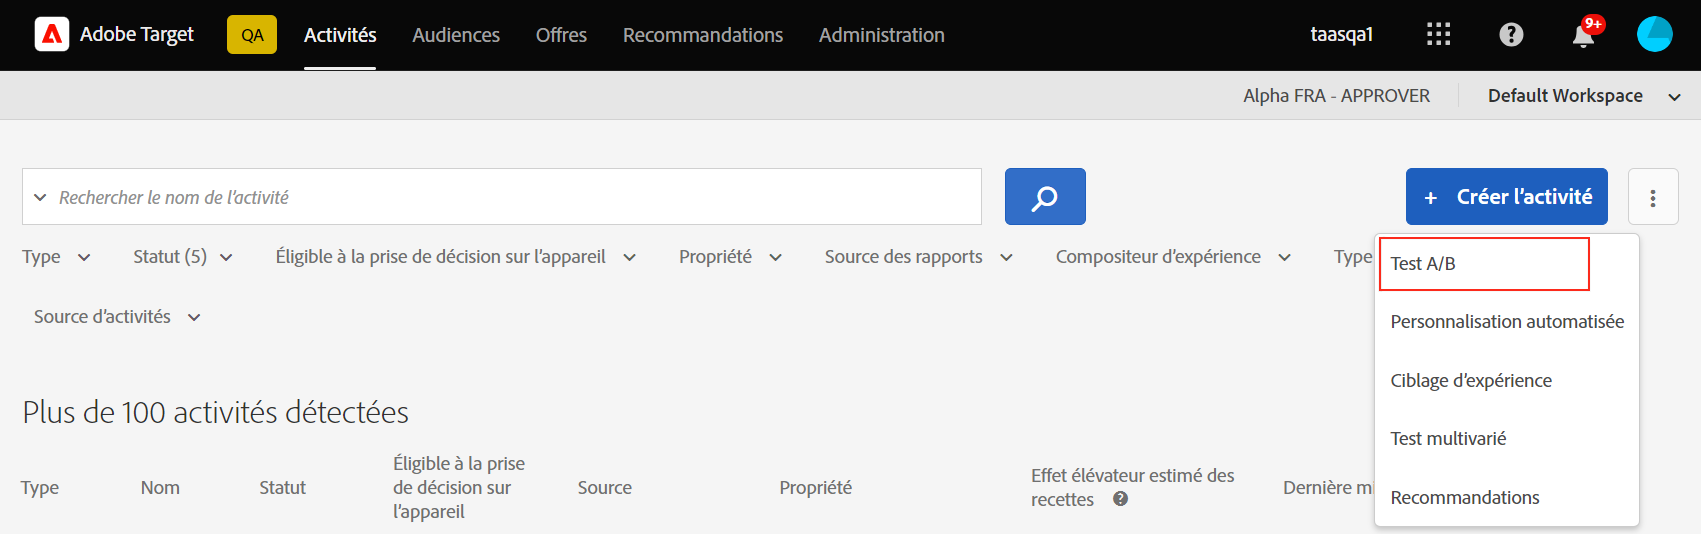 Adobe Target QA Activités Audiences Offres Recommandations Administration taasqa1 9+
Alpha FRA - APPROVER Default Workspace
Rechercher le nom de l'activité + Créer l'activité
Type Statut (5) Éligible à la prise de décision sur l'appareil Propriété Source des rapports Compositeur d'expérience Type
Source d'activités
Test A/B
Personnalisation automatisée
Ciblage d'expérience
Test multivarié
Recommandations
Plus de 100 activités détectées
Type
Nom
Statut
Éligible à la prise
de décision sur
l'appareil
Source
Propriété
Effet élévateur estimé des
recettes ?
Dernière